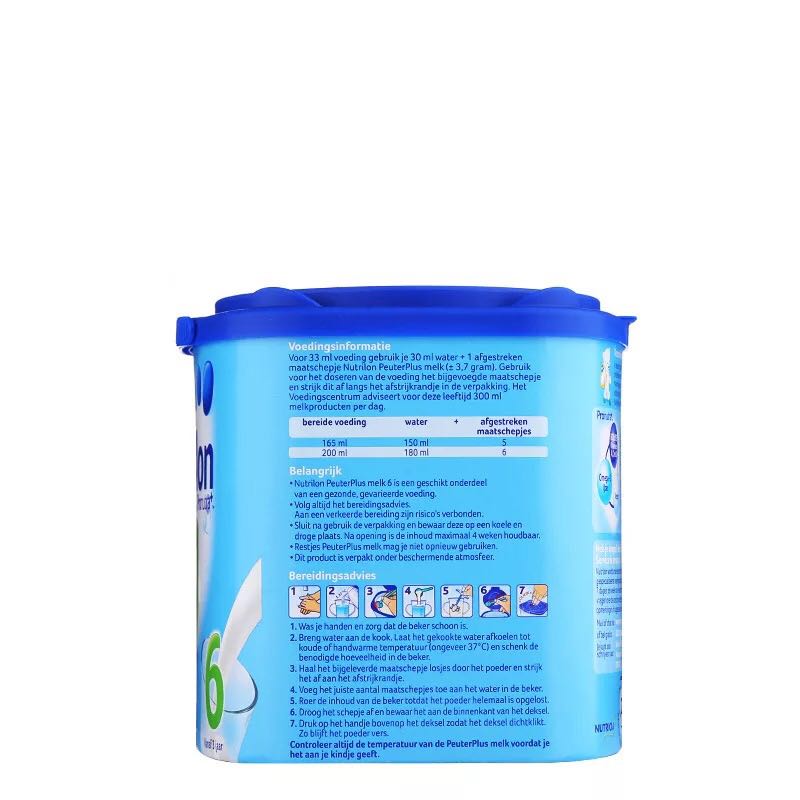 Voedingsinformatie
Voor 33 ml voeding gebruik je 30 ml water + 1 afgestreken
maatschepje Nutrilon PeuterPlus melk (± 3,7 gram). Gebruik
voor het doseren van de voeding het bijgevoegde maatschepje
en strijk dit af langs het afstrijkrandje in de verpakking. Het
Voedingscentrum adviseert voor deze leeftijd 300 ml
melkproducten per dag.
bereide voeding water + afgestreken
maatschepjes
165 ml 150 ml 5
200 ml 180 ml 6
Belangrijk
• Nutrilon PeuterPlus melk 6 is een geschikt onderdeel
van een gezonde, gevarieerde voeding.
• Volg altijd het bereidingsadvies.
Aan een verkeerde bereiding zijn risico's verbonden.
• Sluit na gebruik de verpakking en bewaar deze op een koele en
droge plaats. Na opening is de inhoud maximaal 4 weken houdbaar.
• Restjes PeuterPlus melk mag je niet opnieuw gebruiken.
• Dit product is verpakt onder beschermende atmosfeer.
Bereidingsadvies
1 2 3 4 5 6 7
1. Was je handen en zorg dat de beker schoon is.
2. Breng water aan de kook. Laat het gekookte water afkoelen tot
koude of handwarme temperatuur (ongeveer 37°C) en schenk de
benodigde hoeveelheid in de beker.
3. Haal het bijgeleverde maatschepje losjes door het poeder en strijk
het af aan het afstrijkrandje.
4. Voeg het juiste aantal maatschepjes toe aan het water in de beker.
5. Roer de inhoud van de beker totdat het poeder helemaal is opgelost.
6. Droog het schepje af en bewaar het aan de binnenkant van het deksel.
7. Druk op het handje bovenop het deksel zodat het deksel dichtklikt.
Zo blijft het poeder vers.
Controleer altijd de temperatuur van de PeuterPlus melk voordat je
het aan je kindje geeft.
lon
6
jaar
Pronutra
NUTRICIA